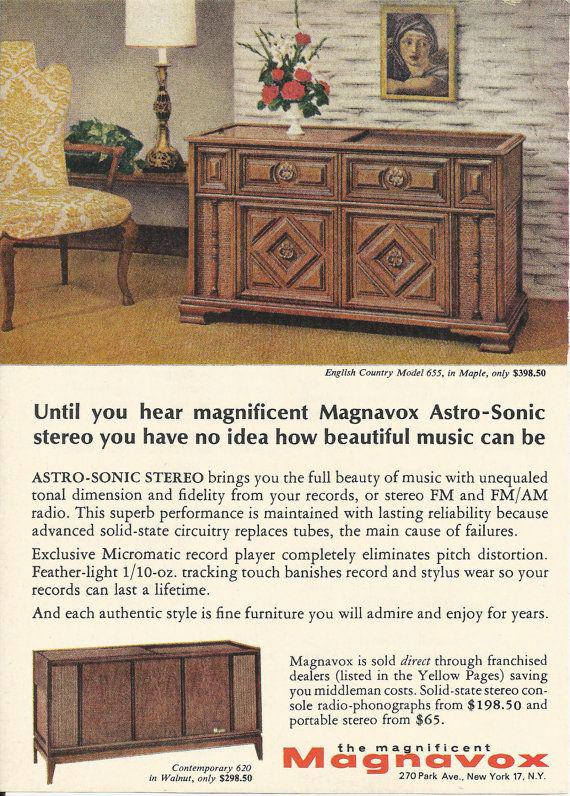 English Country Model 655, in Maple, only $398.50
Until you hear magnificent Magnavox Astro-Sonic
stereo you have no idea how beautiful music can be
ASTRO-SONIC STEREO brings you the full beauty of music with unequaled
tonal dimension and fidelity from your records, or stereo FM and FM/AM
radio. This superb performance is maintained with lasting reliability because
advanced solid-state circuitry replaces tubes, the main cause of failures.
Exclusive Micromatic record player completely eliminates pitch distortion.
Feather-light 1/10-oz. tracking touch banishes record and stylus wear so your
records can last a lifetime.
And each authentic style is fine furniture you will admire and enjoy for years.
Magnavox is sold direct through franchised
dealers (listed in the Yellow Pages) saving
you middleman costs. Solid-state stereo con-
sole radio-phonographs from $198.50 and
portable stereo from $65.
Contemporary 620
in Walnut, only $298.50
the magnificent
Magnavox
270 Park Ave., New York 17, N.Y.